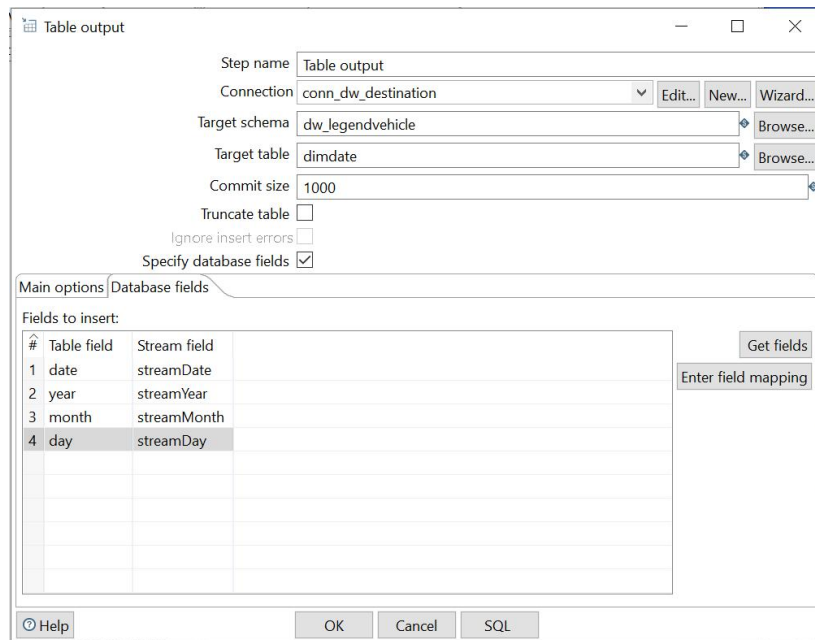 Table output
Step name Table output
Connection conn_dw_destination Edit... New... Wizard...
Target schema dw_legendvehicle Browse...
Target table dimdate Browse...
Commit size 1000
Truncate table
Ignore insert errors
Specify database fields
Main options Database fields
Fields to insert:
# Table field Stream field Get fields
1 date streamDate Enter field mapping
2 year streamYear
3 month streamMonth
4 day streamDay
Help OK Cancel SQL